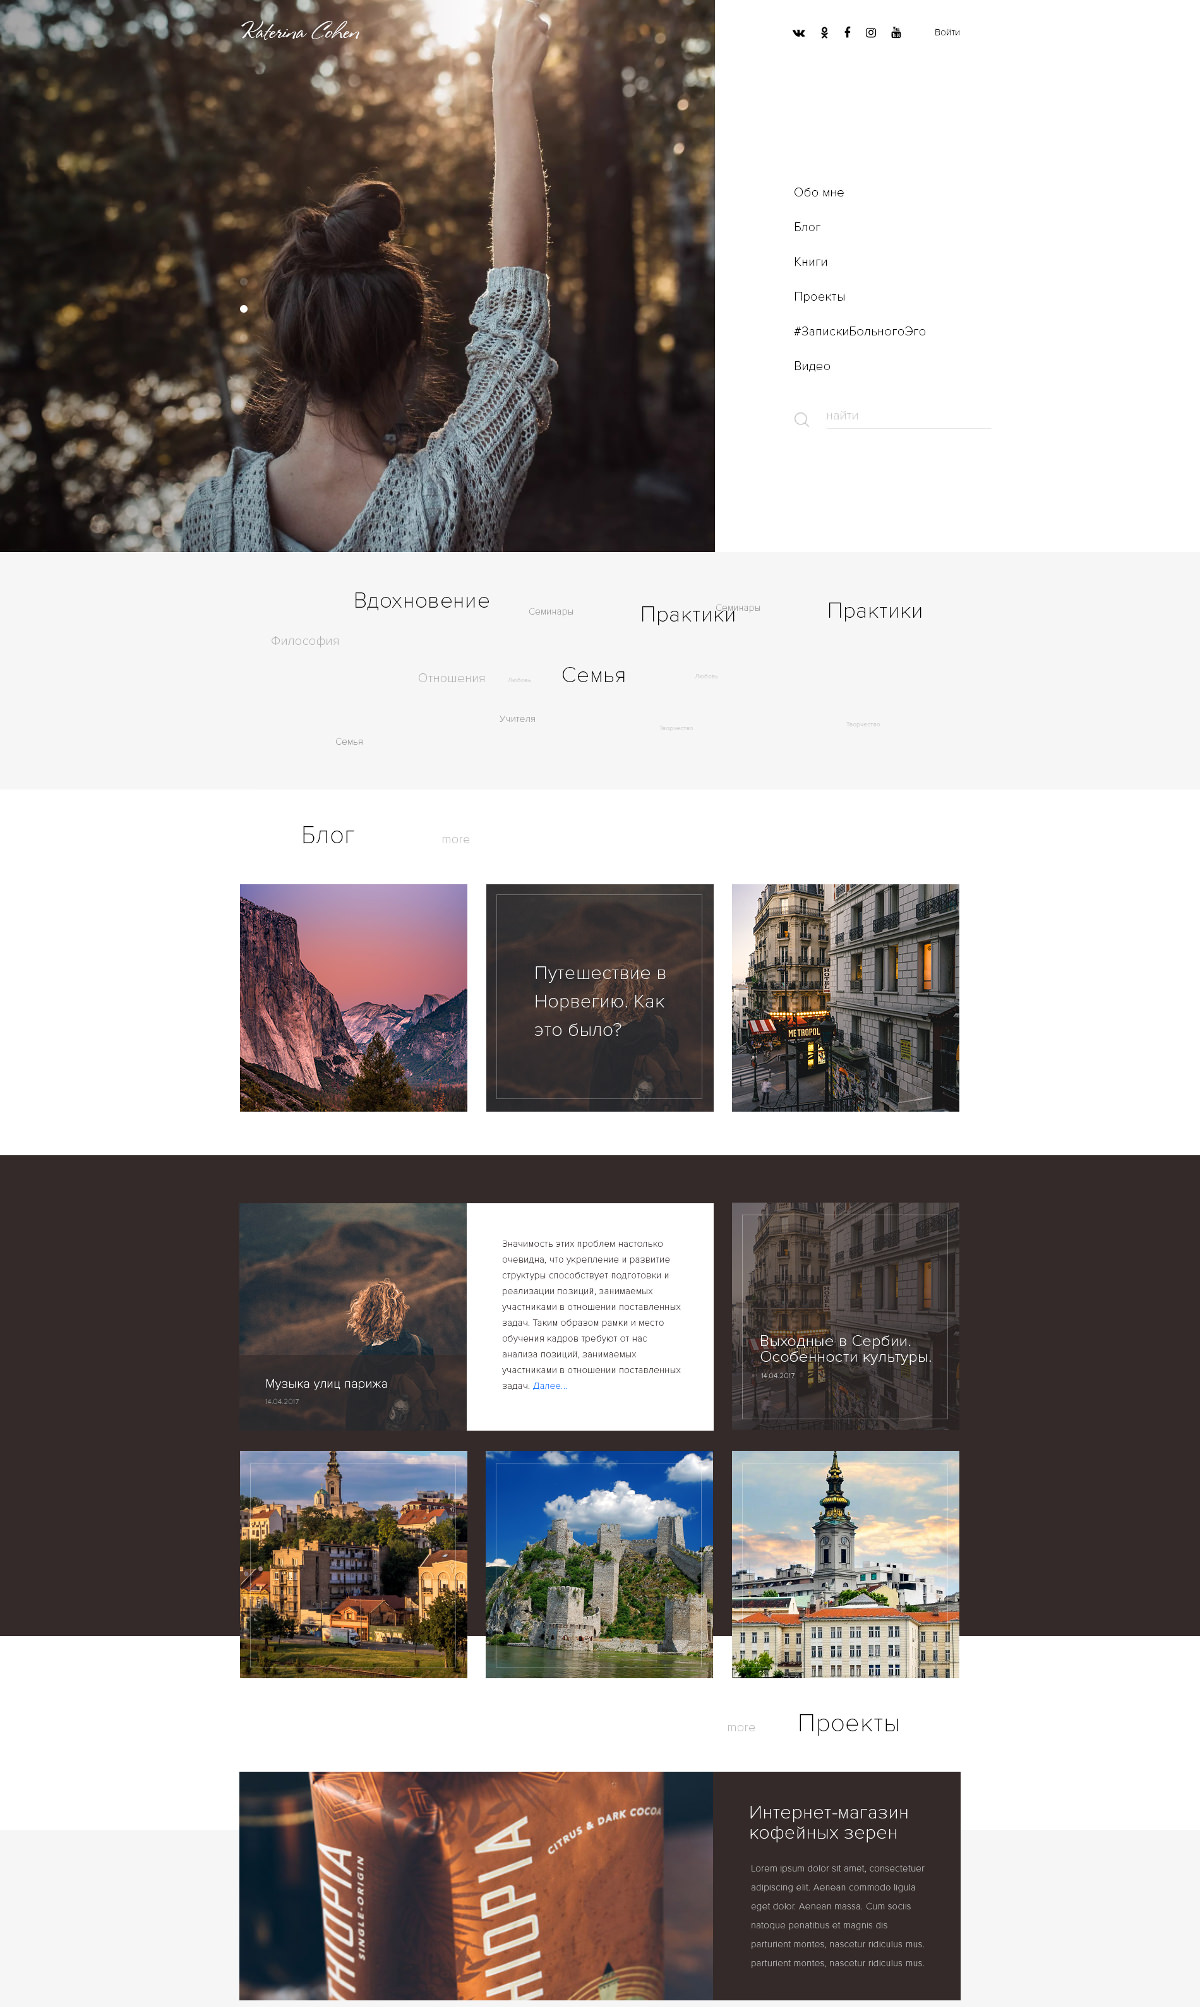 Katerina Cohen
Войти
Обо мне
Блог
Книги
Проекты
#ЗапискиБольногоЭго
Видео
найти
Вдохновение
Семинары
Практики
Семинары
Практики
Философия
Отношения
Любовь
Семья
Любовь
Учителя
Творчество
Творчество
Семья
Блог
more
Путешествие в
Норвегию. Как
это было?
METROPOL
Значимость этих проблем настолько
очевидна, что укрепление и развитие
структуры способствует подготовки и
реализации позиций, занимаемых
участниками в отношении поставленных
задач. Таким образом рамки и место
обучения кадров требуют от нас
анализа позиций, занимаемых
участниками в отношении поставленных
задач. Далее...
Музыка улиц парижа
14.04.2017
Выходные в Сербии.
Особенности культуры.
14.04.2017
more
Проекты
THIOPIA
SINGLE-ORIGIN
HIOPIA
CITRUS & DARK COCOA
Интернет-магазин
кофейных зерен
Lorem ipsum dolor sit amet, consectetuer
adipiscing elit. Aenean commodo ligula
eget dolor. Aenean massa. Cum sociis
natoque penatibus et magnis dis
parturient montes, nascetur ridiculus mus.
parturient montes, nascetur ridiculus mus.